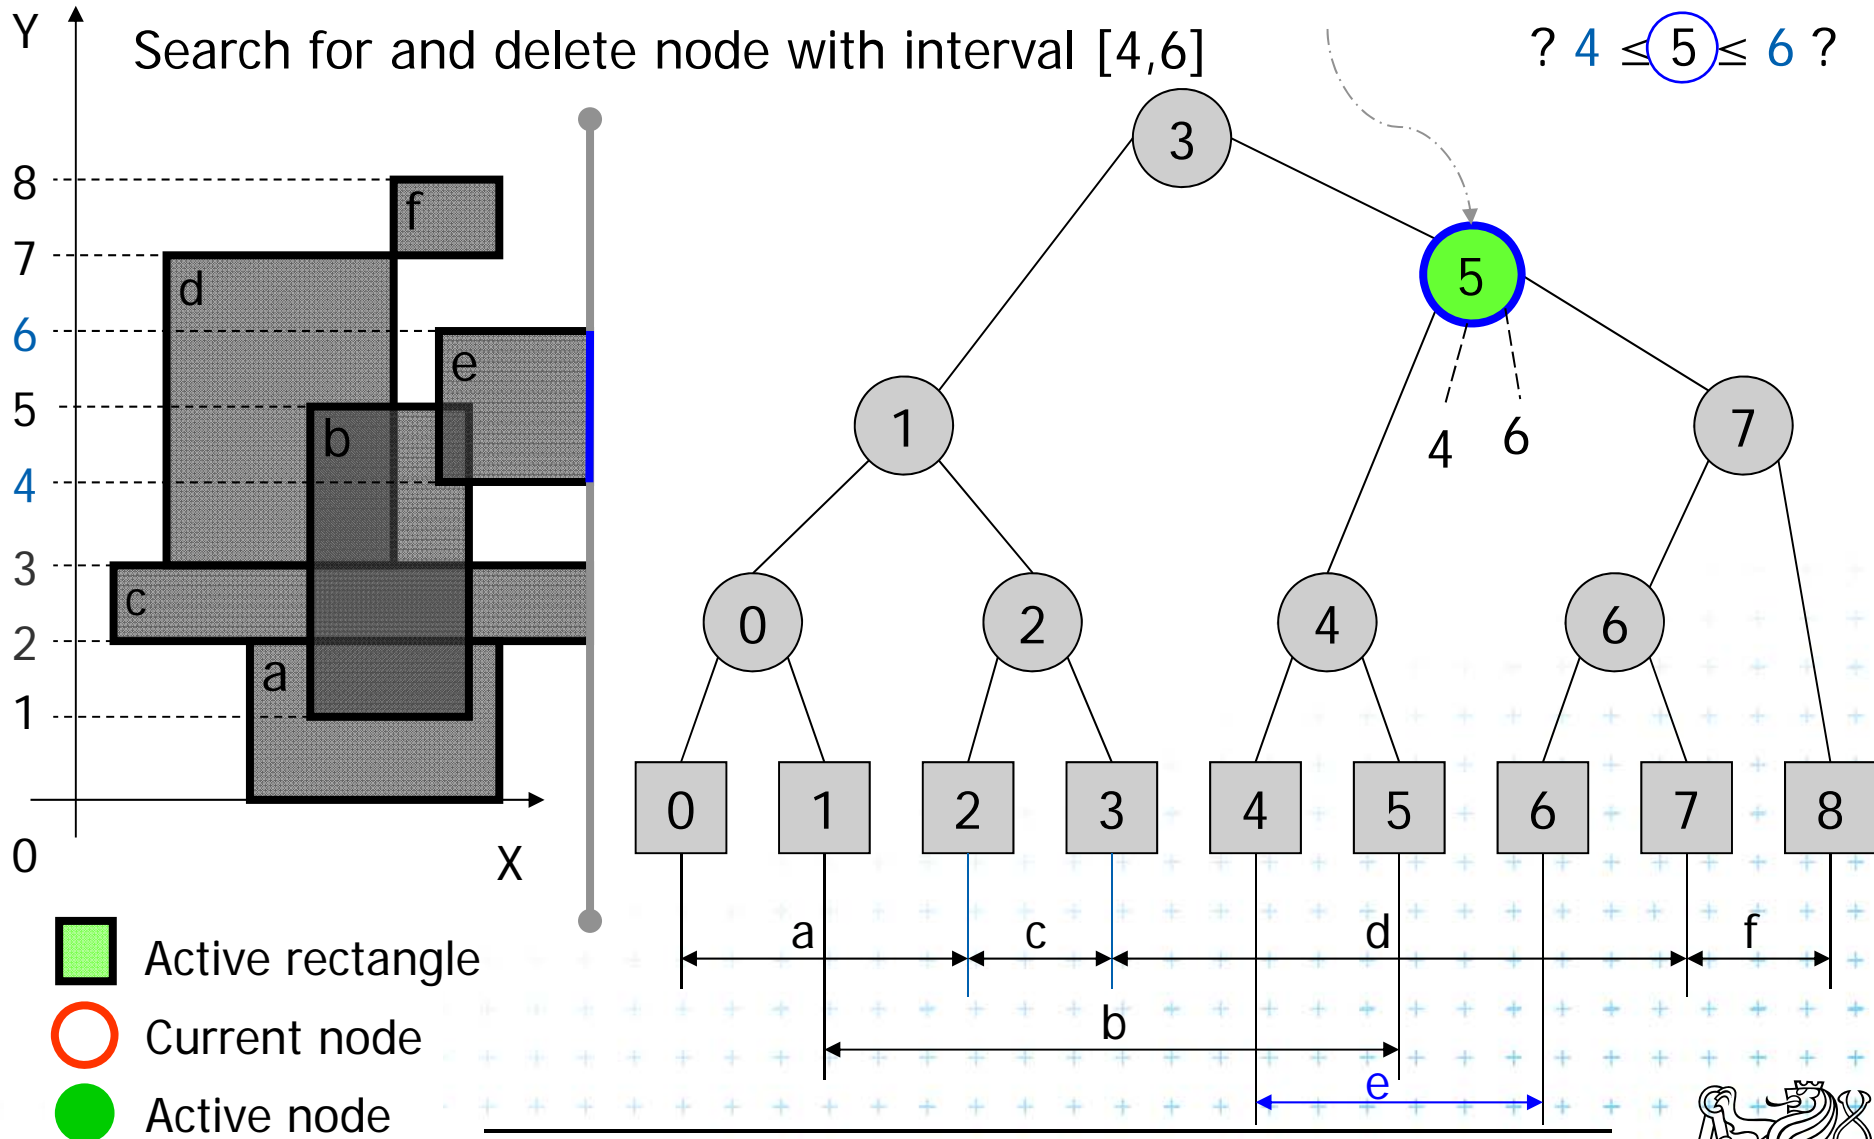 Y
Search for and delete node with interval [4,6]
? 4 ≤ 5 ≤ 6 ?
3
8
f
7
d
5
6
e
5
b
4
6
1
7
4
3
c
0
2
4
6
2
a
1
0
1
2
3
4
5
6
7
8
0
X
a
c
d
f
Active rectangle
b
Current node
e
Active node